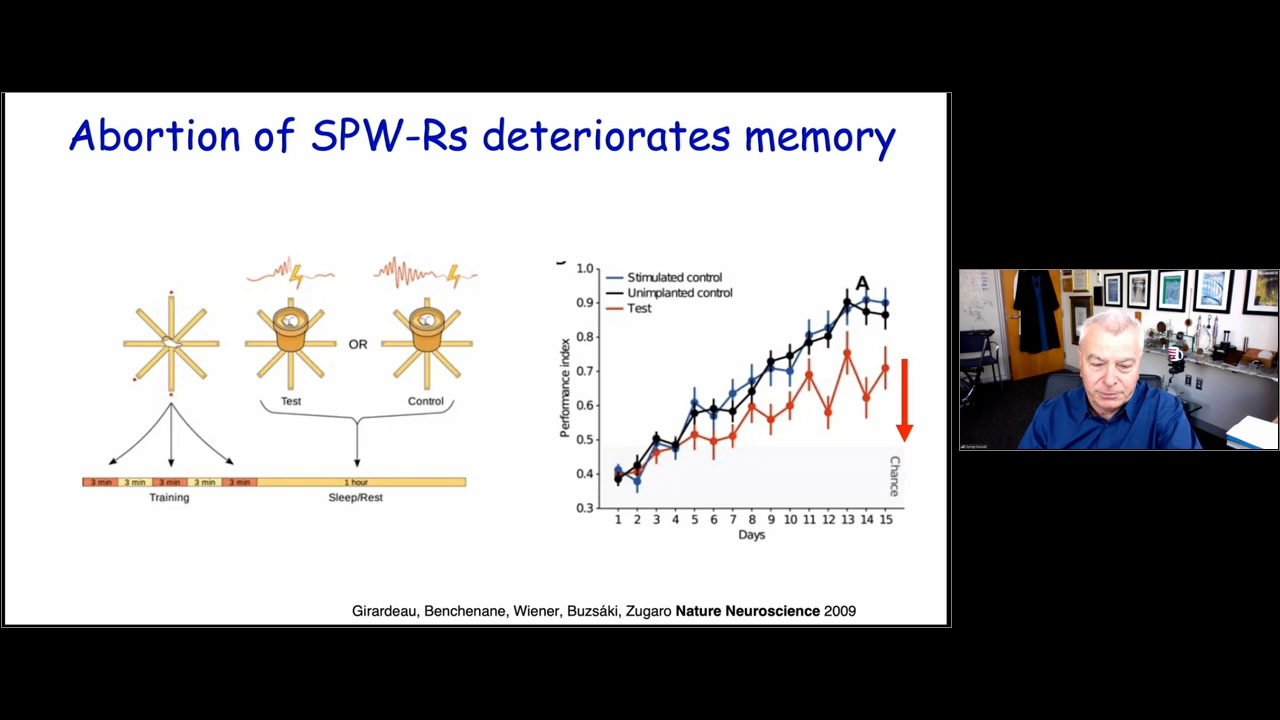 Abortion of SPW-Rs deteriorates memory
OR
Test
Control
3 min 3 min 3 min 3 min 3 min 1 hour
Training
Sleep/Rest
1.0
0.9
0.8
0.7
0.6
0.5
0.4
0.3
Performance index
Stimulated control
Unimplanted control
Test
A
Chance
1 2 3 4 5 6 7 8 9 10 11 12 13 14 15
Days
Girardeau, Benchenane, Wiener, Buzsáki, Zugaro Nature Neuroscience 2009